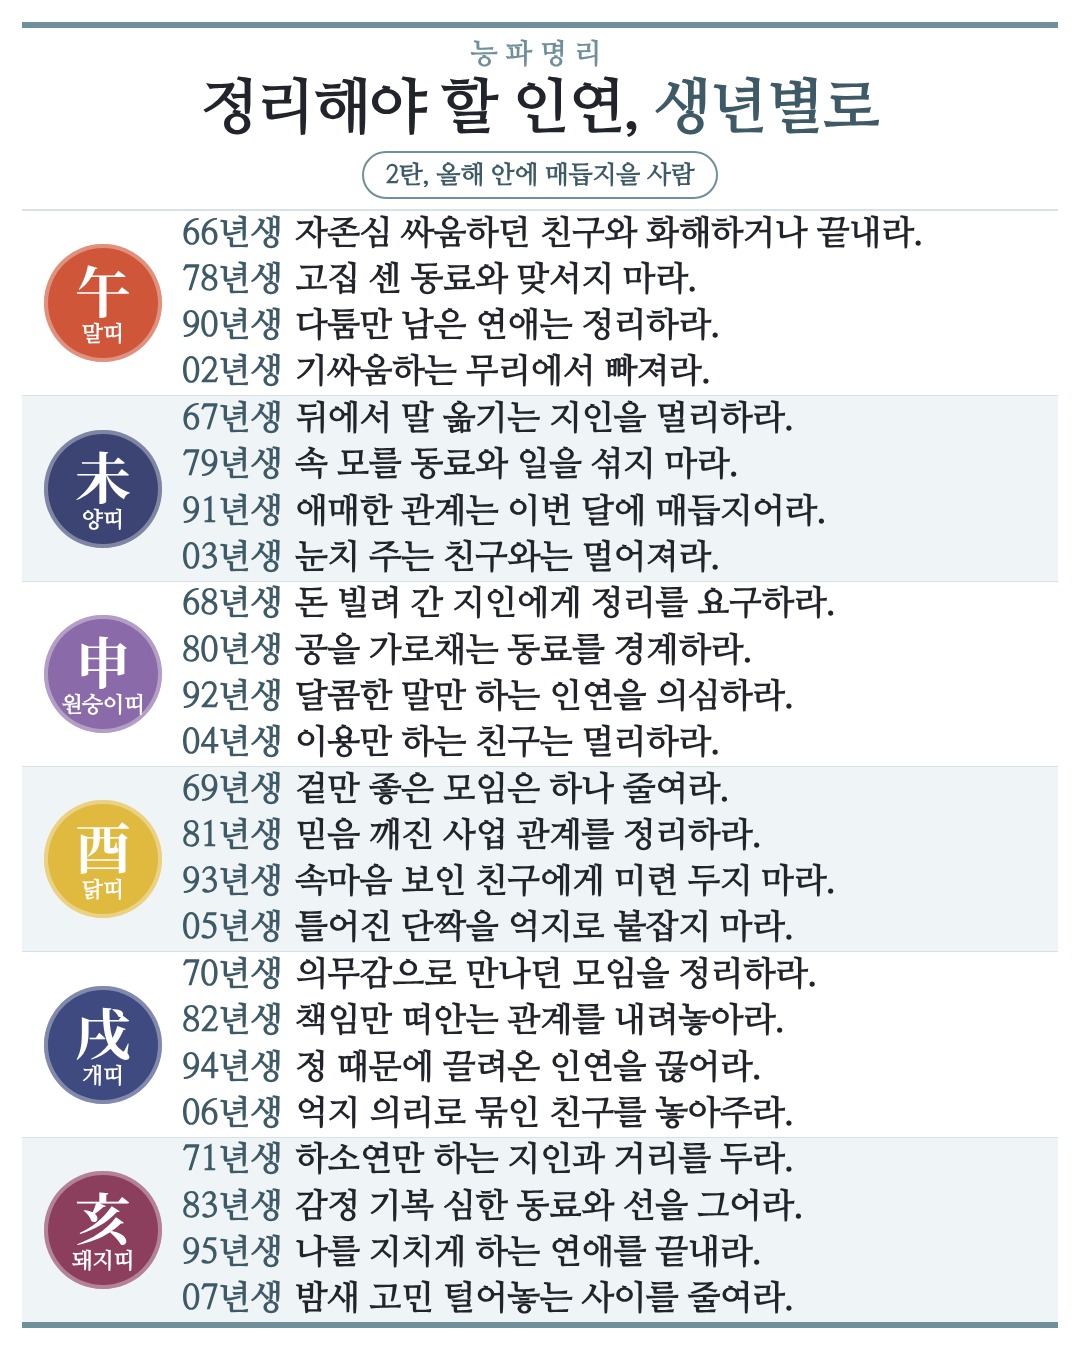 능파명리
정리해야 할 인연, 생년별로
2탄, 올해 안에 매듭지을 사람
午
말띠
66년생 자존심 싸움하던 친구와 화해하거나 끝내라.
78년생 고집 센 동료와 맞서지 마라.
90년생 다툼만 남은 연애는 정리하라.
02년생 기싸움하는 무리에서 빠져라.
未
양띠
67년생 뒤에서 말 옮기는 지인을 멀리하라.
79년생 속 모를 동료와 일을 섞지 마라.
91년생 애매한 관계는 이번 달에 매듭지어라.
03년생 눈치 주는 친구와는 멀어져라.
申
원숭이띠
68년생 돈 빌려 간 지인에게 정리를 요구하라.
80년생 공을 가로채는 동료를 경계하라.
92년생 달콤한 말만 하는 인연을 의심하라.
04년생 이용만 하는 친구는 멀리하라.
酉
닭띠
69년생 겉만 좋은 모임은 하나 줄여라.
81년생 믿음 깨진 사업 관계를 정리하라.
93년생 속마음 보인 친구에게 미련 두지 마라.
05년생 틀어진 단짝을 억지로 붙잡지 마라.
戌
개띠
70년생 의무감으로 만나던 모임을 정리하라.
82년생 책임만 떠안는 관계를 내려놓아라.
94년생 정 때문에 끌려온 인연을 끊어라.
06년생 억지 의리로 묶인 친구를 놓아주라.
亥
돼지띠
71년생 하소연만 하는 지인과 거리를 두라.
83년생 감정 기복 심한 동료와 선을 그어라.
95년생 나를 지치게 하는 연애를 끝내라.
07년생 밤새 고민 털어놓는 사이를 줄여라.